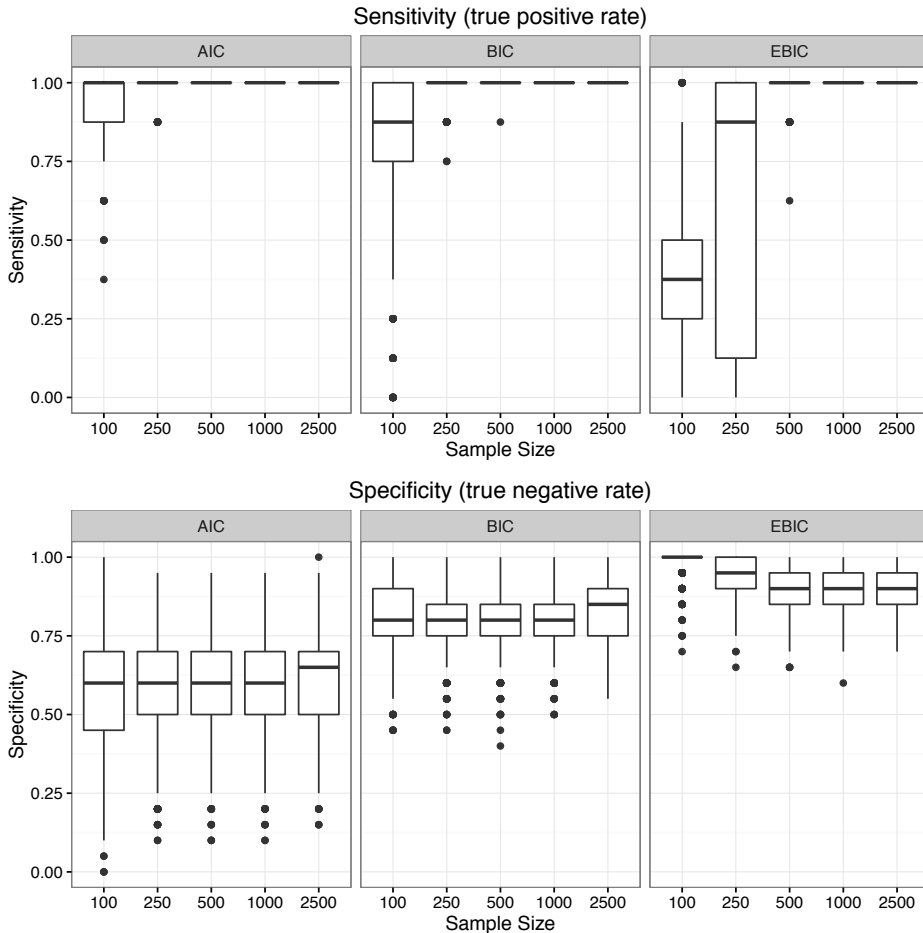 Sensitivity (true positive rate)
AIC BIC EBIC
1.00
0.75
0.50
0.25
0.00
Sensitivity
100 250 500 1000 2500 100 250 500 1000 2500 100 250 500 1000 2500
Sample Size
Specificity (true negative rate)
AIC BIC EBIC
1.00
0.75
0.50
0.25
0.00
Specificity
100 250 500 1000 2500 100 250 500 1000 2500 100 250 500 1000 2500
Sample Size